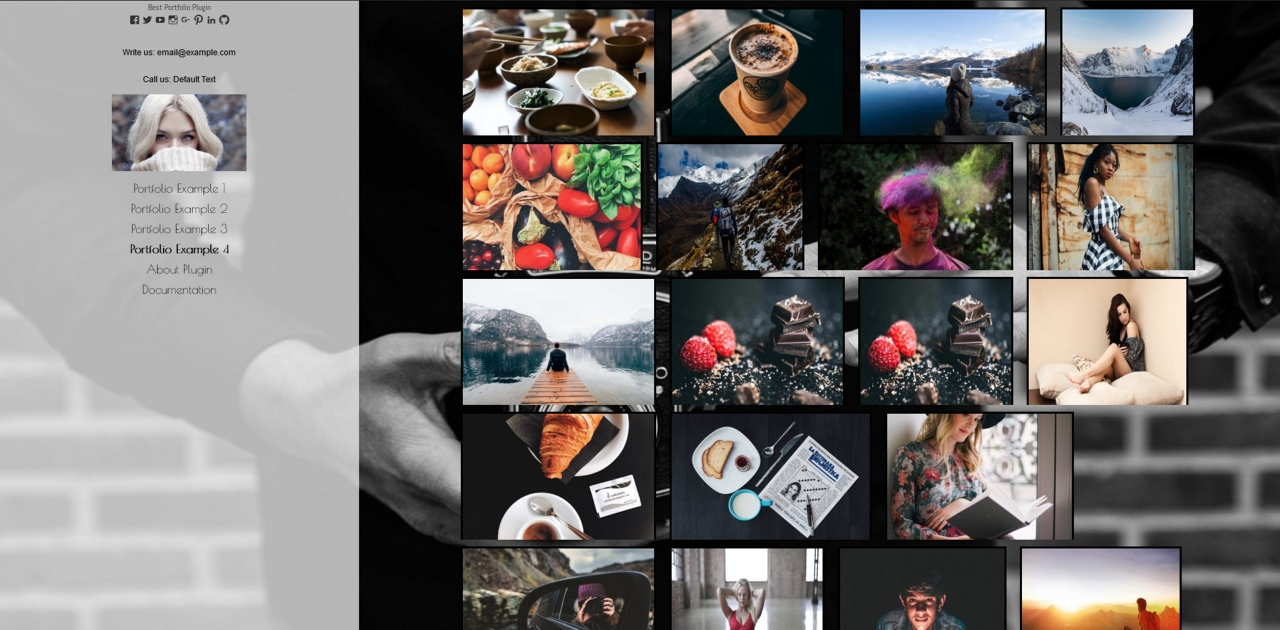 Best Portfolio Plugin
Write us: email@example.com
Call us: Default Text
Portfolio Example 1
Portfolio Example 2
Portfolio Example 3
Portfolio Example 4
About Plugin
Documentation